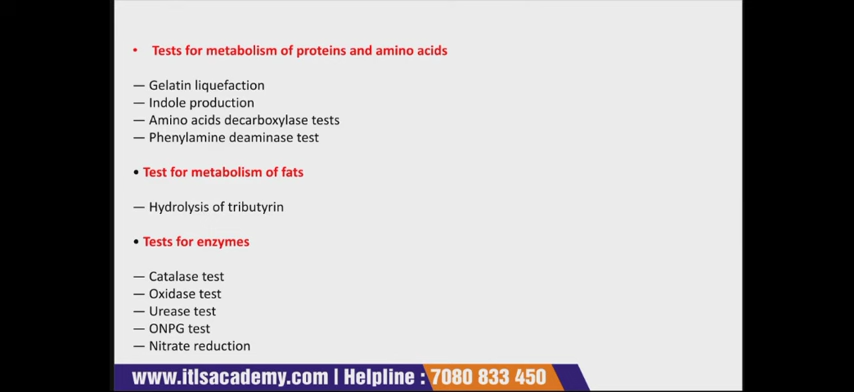 • Tests for metabolism of proteins and amino acids
— Gelatin liquefaction
— Indole production
— Amino acids decarboxylase tests
— Phenylamine deaminase test
• Test for metabolism of fats
— Hydrolysis of tributyrin
• Tests for enzymes
— Catalase test
— Oxidase test
— Urease test
— ONPG test
— Nitrate reduction
www.itlsacademy.com | Helpline : 7080 833 450